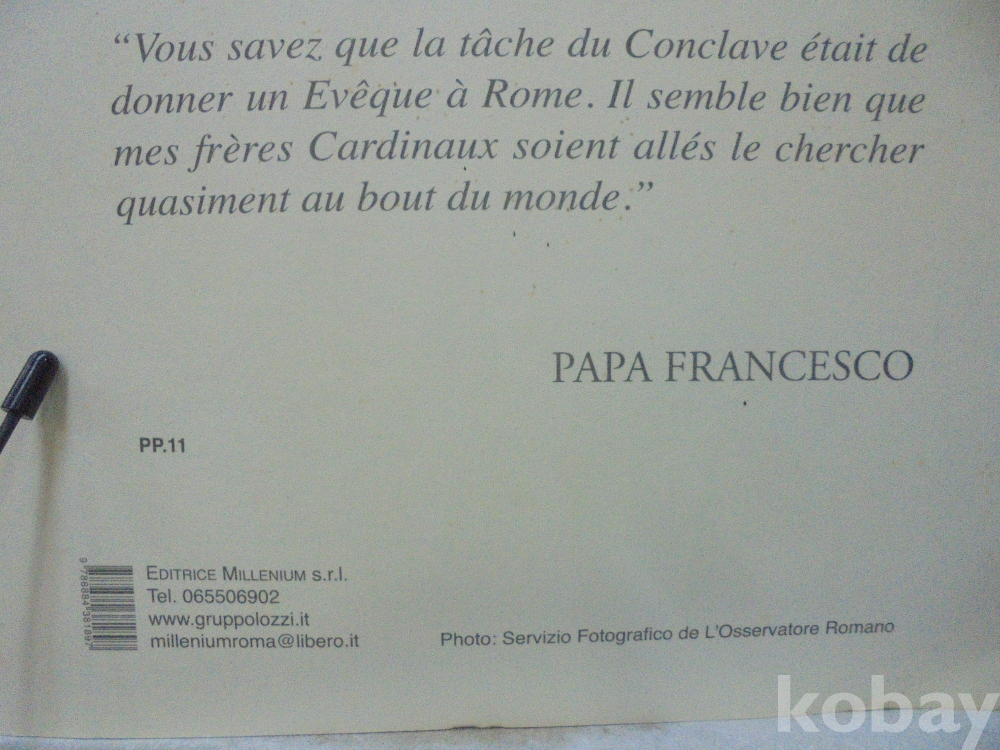 “Vous savez que la tâche du Conclave était de
donner un Evêque à Rome. Il semble bien que
mes frères Cardinaux soient allés le chercher
quasiment au bout du monde.”
PAPA FRANCESCO
PP.11
EDITRICE MILLENIUM s.r.l.
Tel. 065506902
www.gruppolozzi.it
milleniumroma@libero.it
Photo: Servizio Fotografico de L'Osservatore Romano
kobay